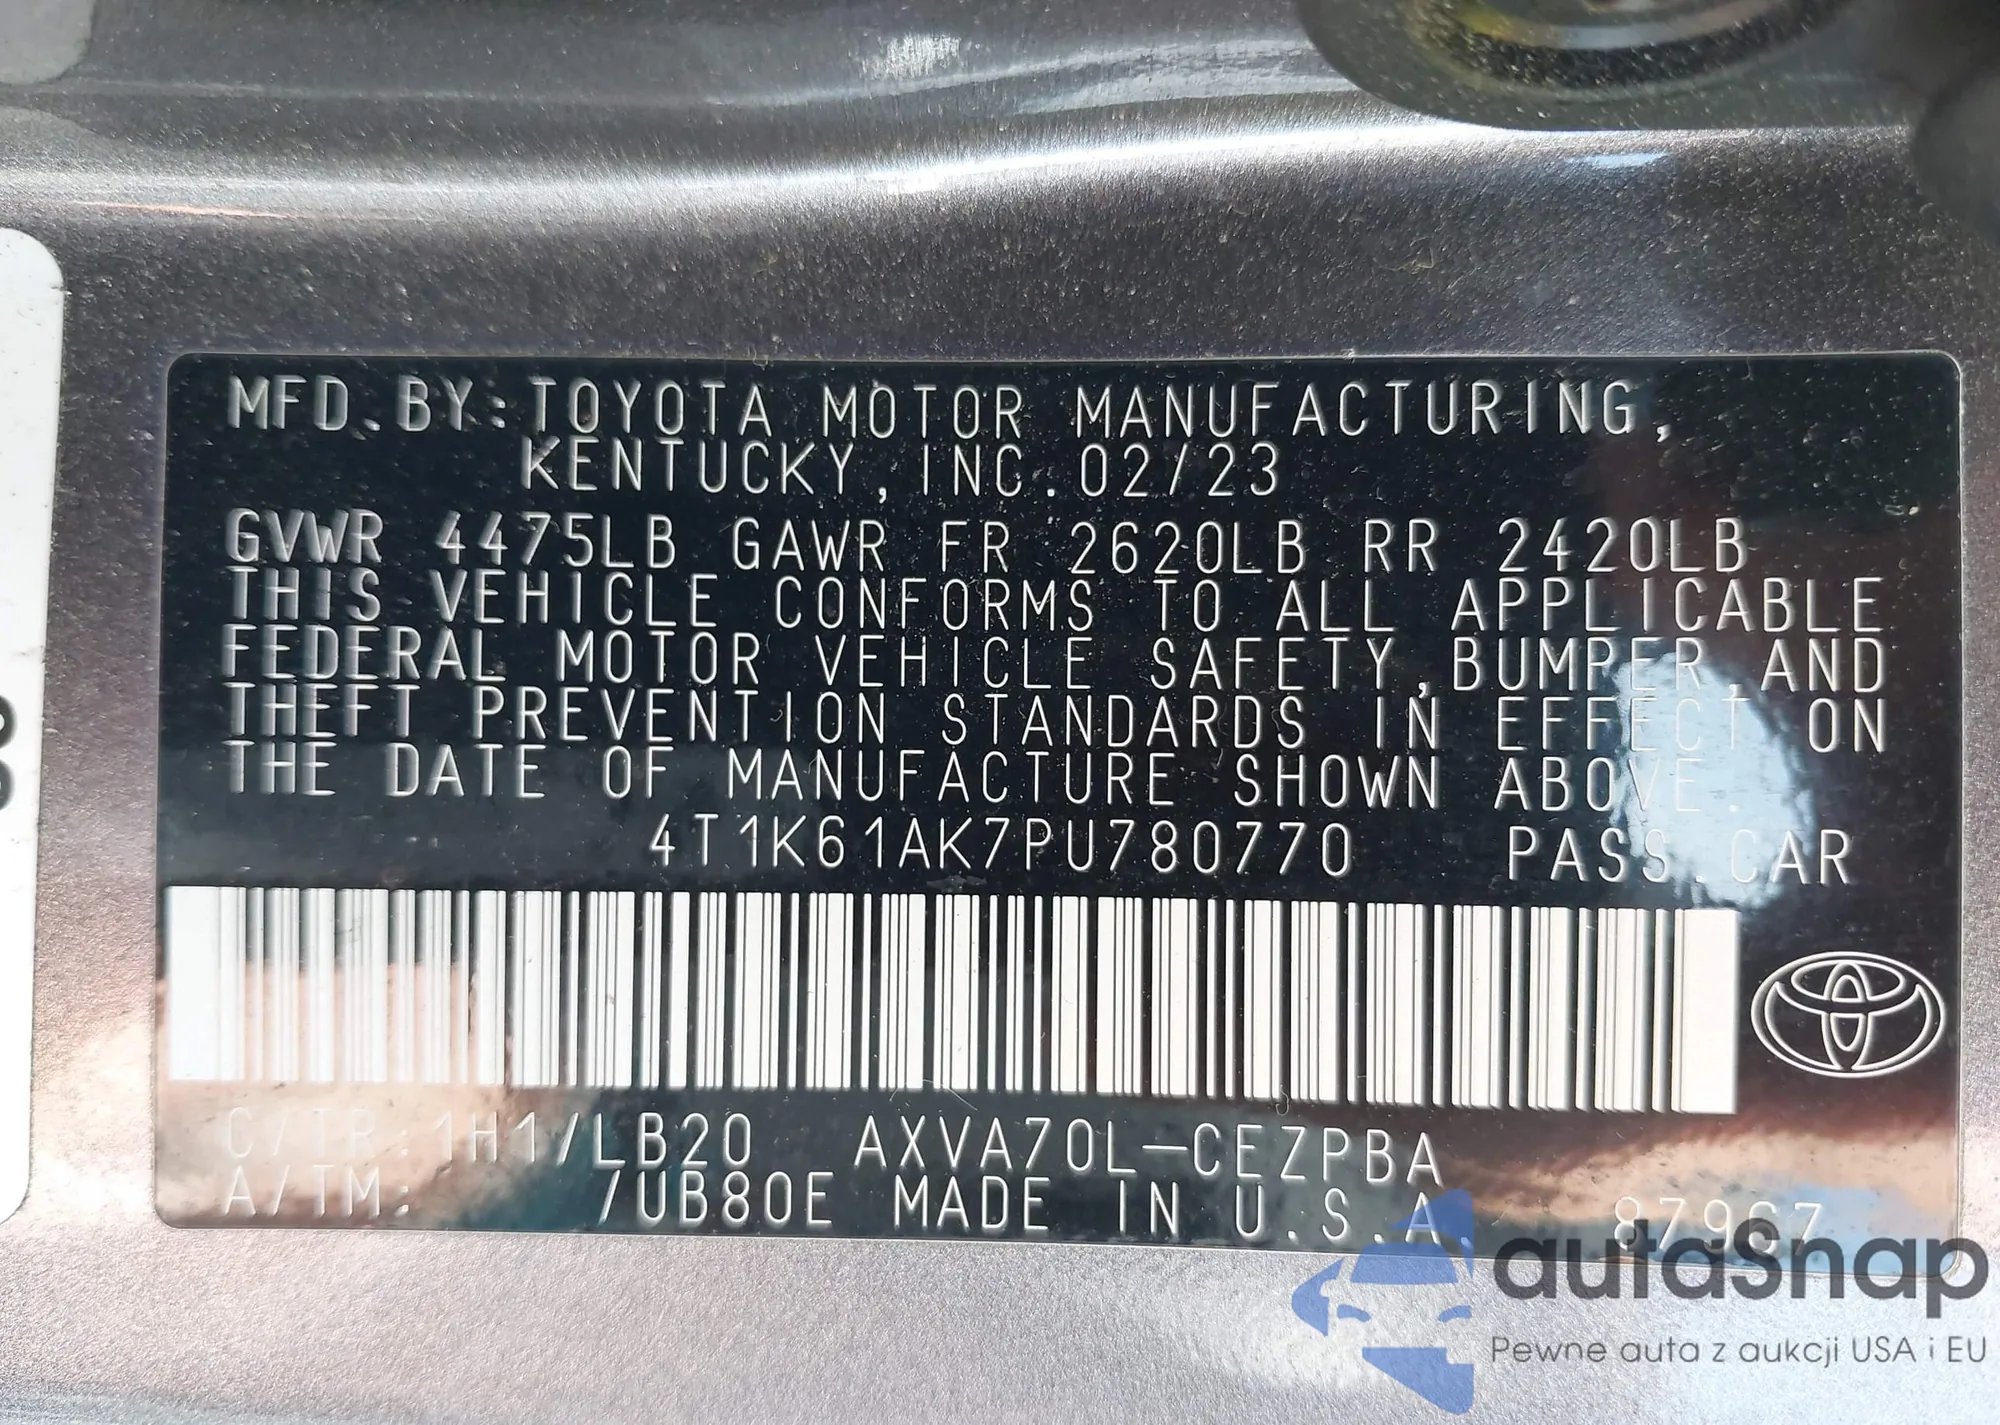 MFD.BY:TOYOTA MOTOR MANUFACTURING,
KENTUCKY,INC.02/23
GVWR 4475LB GAWR FR 2620LB RR 2420LB
THIS VEHICLE CONFORMS TO ALL APPLICABLE
FEDERAL MOTOR VEHICLE SAFETY,BUMPER,AND
THEFT PREVENTION STANDARDS IN EFFECT ON
THE DATE OF MANUFACTURE SHOWN ABOVE.
4T1K61AK7PU780770 PASS.CAR
C/TR:1H1/LB20 AXVA70L-CEZPBA
A/TM: /UB80E MADE IN U.S.A. 87967
autaSnap
Pewne auta z aukcji USA i EU